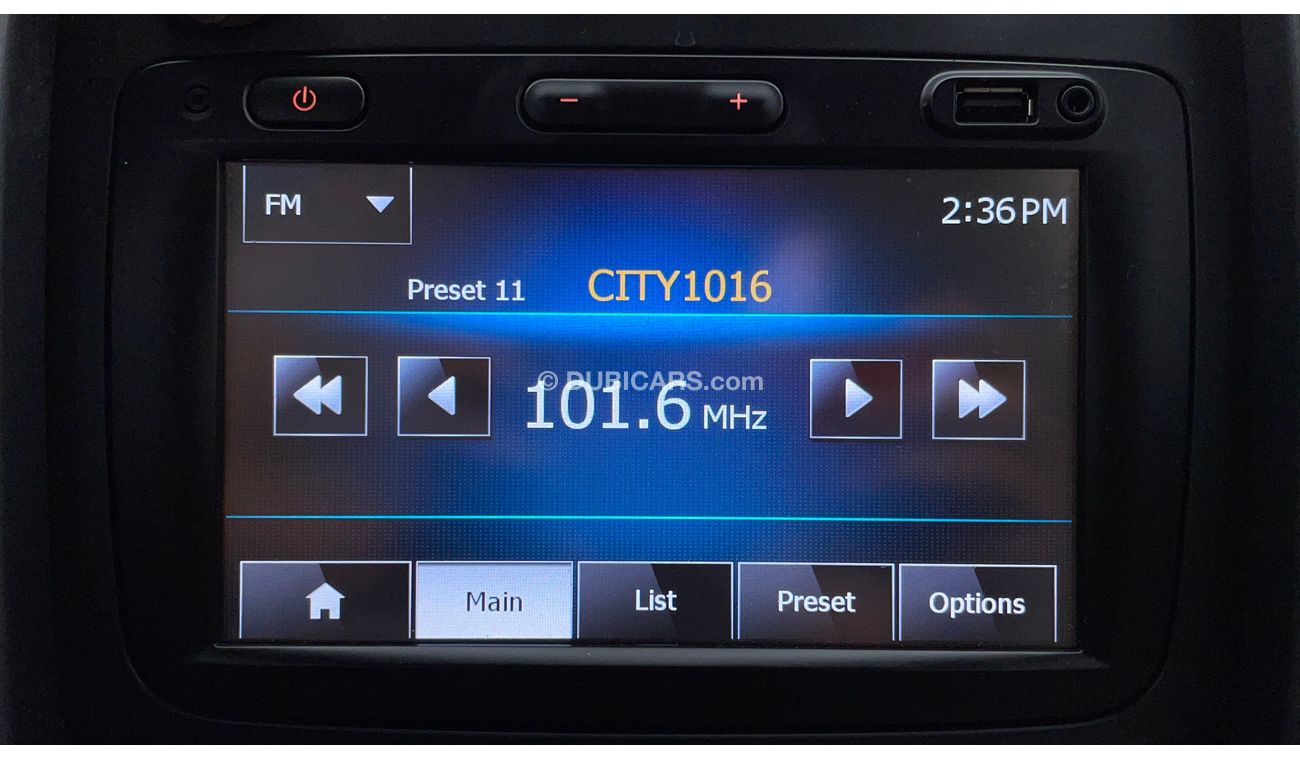 FM
2:36 PM
Preset 11
CITY1016
© DUBICARS.com
101.6 MHz
Main
List
Preset
Options